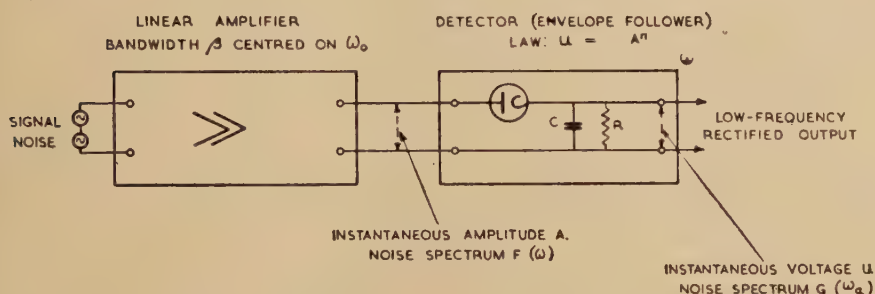 LINEAR AMPLIFIER
BANDWIDTH β CENTRED ON ω₀
DETECTOR (ENVELOPE FOLLOWER)
LAW: u = Aⁿ
ω
SIGNAL
NOISE
C
R
LOW-FREQUENCY
RECTIFIED OUTPUT
INSTANTANEOUS AMPLITUDE A.
NOISE SPECTRUM F (ω)
INSTANTANEOUS VOLTAGE u
NOISE SPECTRUM G (ωₐ)